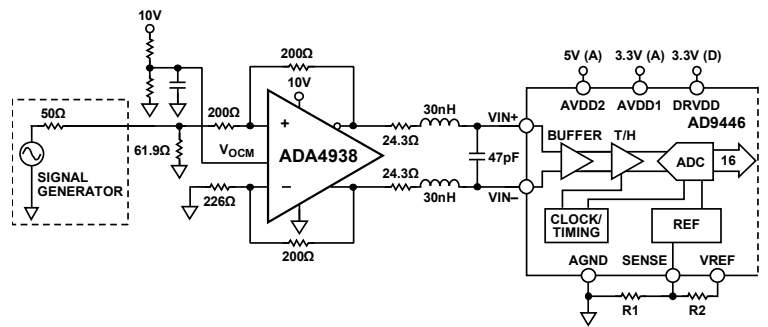 10V
200Ω
10V
5V (A)
3.3V (A)
3.3V (D)
AVDD2
AVDD1
DRVDD
AD9446
50Ω
200Ω
30nH
VIN+
BUFFER
T/H
+
24.3Ω
61.9Ω
VOCM
ADA4938
47pF
ADC
16
SIGNAL
GENERATOR
–
24.3Ω
226Ω
30nH
VIN–
CLOCK/
TIMING
REF
200Ω
AGND
SENSE
VREF
R1
R2